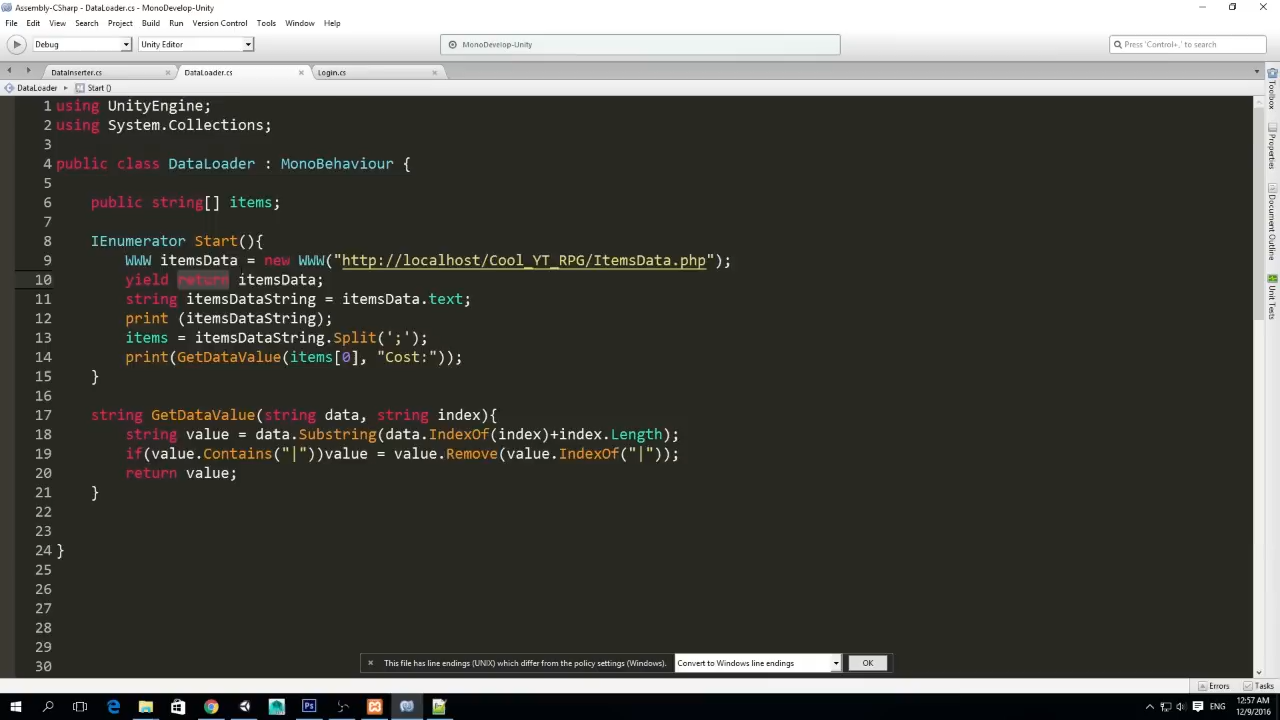 Assembly-CSharp - DataLoader.cs - MonoDevelop-Unity
File Edit View Search Project Build Run Version Control Tools Window Help
Debug Unity Editor MonoDevelop-Unity Press 'Control+,' to search
DataInserter.cs DataLoader.cs Login.cs
DataLoader Start ()
1 using UnityEngine;
2 using System.Collections;
3
4 public class DataLoader : MonoBehaviour {
5
6 public string[] items;
7
8 IEnumerator Start(){
9 WWW itemsData = new WWW("http://localhost/Cool_YT_RPG/ItemsData.php");
10 yield return itemsData;
11 string itemsDataString = itemsData.text;
12 print (itemsDataString);
13 items = itemsDataString.Split(';');
14 print(GetDataValue(items[0], "Cost:"));
15 }
16
17 string GetDataValue(string data, string index){
18 string value = data.Substring(data.IndexOf(index)+index.Length);
19 if(value.Contains("|"))value = value.Remove(value.IndexOf("|"));
20 return value;
21 }
22
23
24 }
25
26
27
28
29
30
Toolbox
Properties
Document Outline
Unit Tests
This file has line endings (UNIX) which differ from the policy settings (Windows). Convert to Windows line endings OK
Errors Tasks
ENG 12:57 AM
12/9/2016